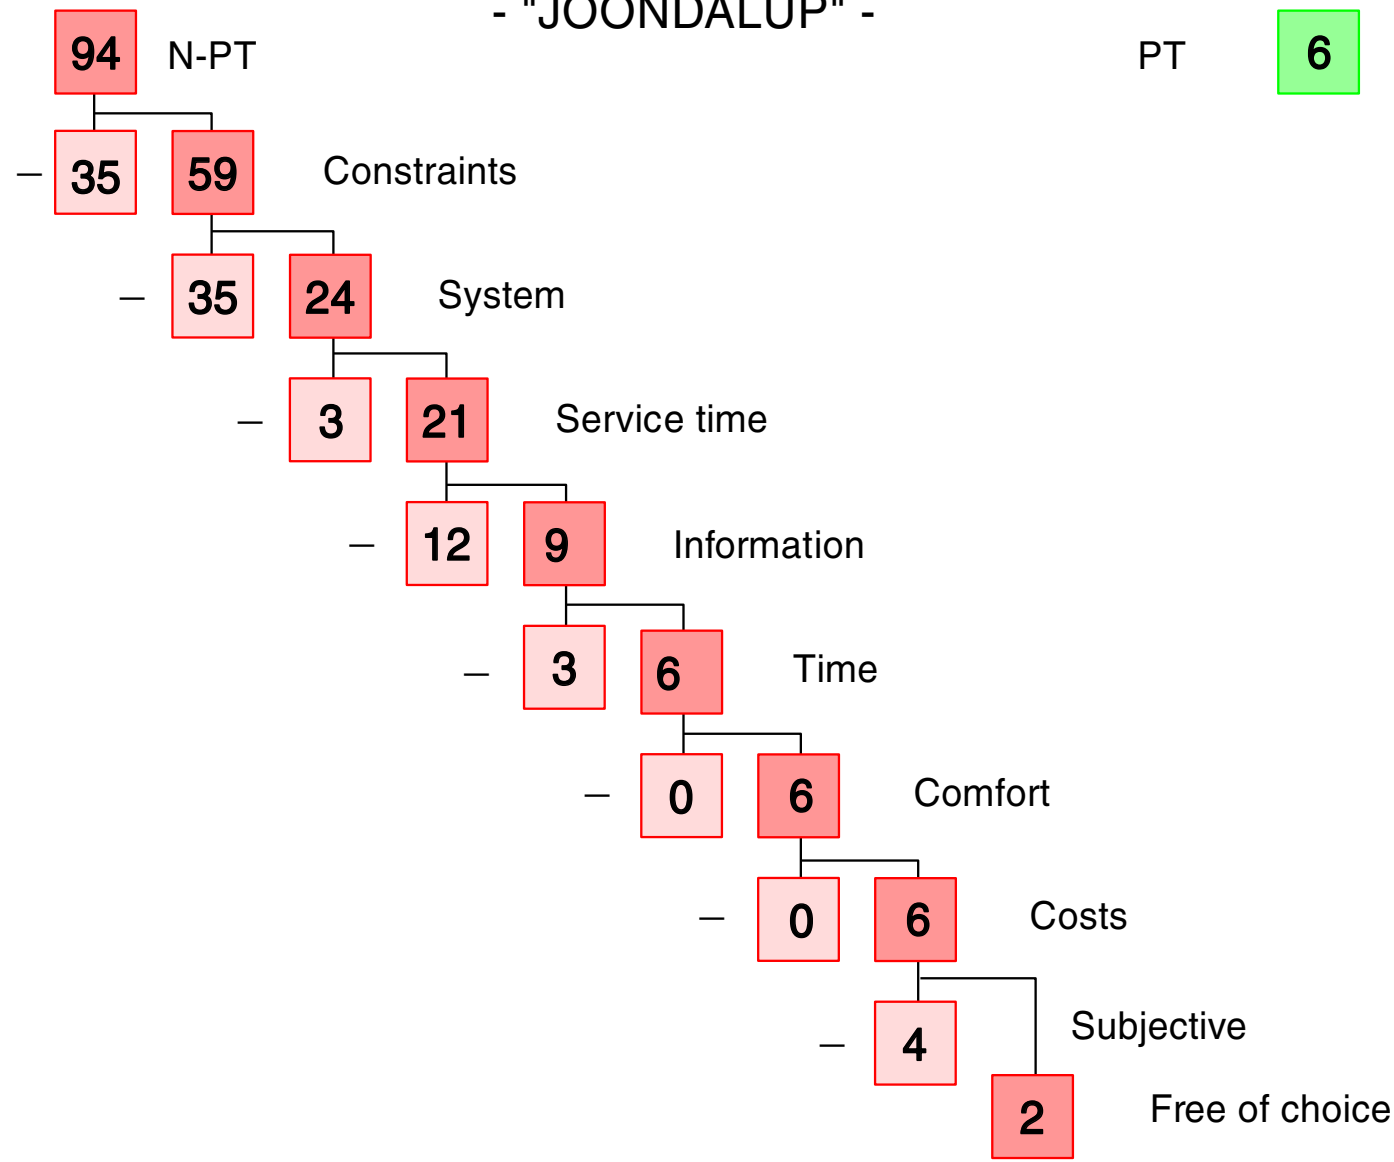 - "JOONDALUP" -
94 N-PT PT 6
– 35 59 Constraints
– 35 24 System
– 3 21 Service time
– 12 9 Information
– 3 6 Time
– 0 6 Comfort
– 0 6 Costs
– 4 Subjective
2 Free of choice